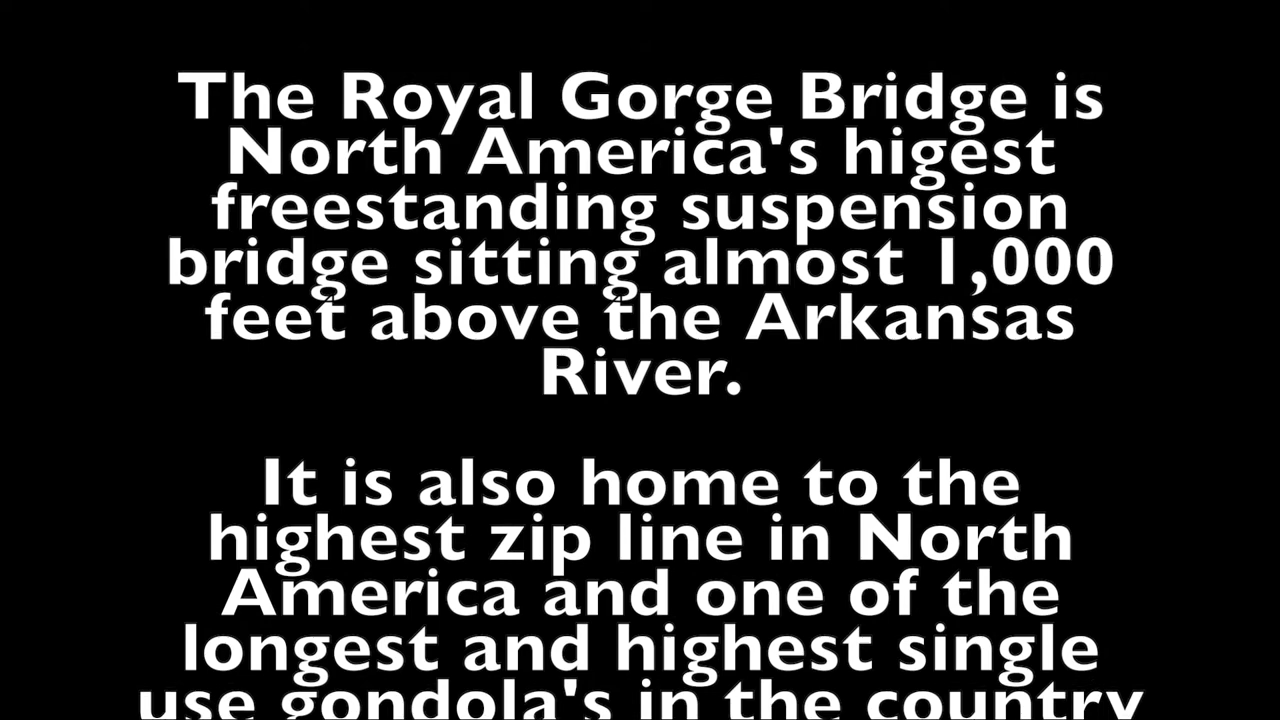 The Royal Gorge Bridge is
North America's higest
freestanding suspension
bridge sitting almost 1,000
feet above the Arkansas
River.
It is also home to the
highest zip line in North
America and one of the
longest and highest single
use gondola's in the country